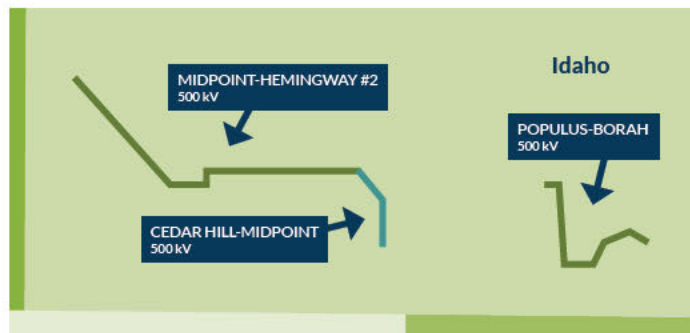 MIDPOINT-HEMINGWAY #2
500 kV
Idaho
POPULUS-BORAH
500 kV
CEDAR HILL-MIDPOINT
500 kV